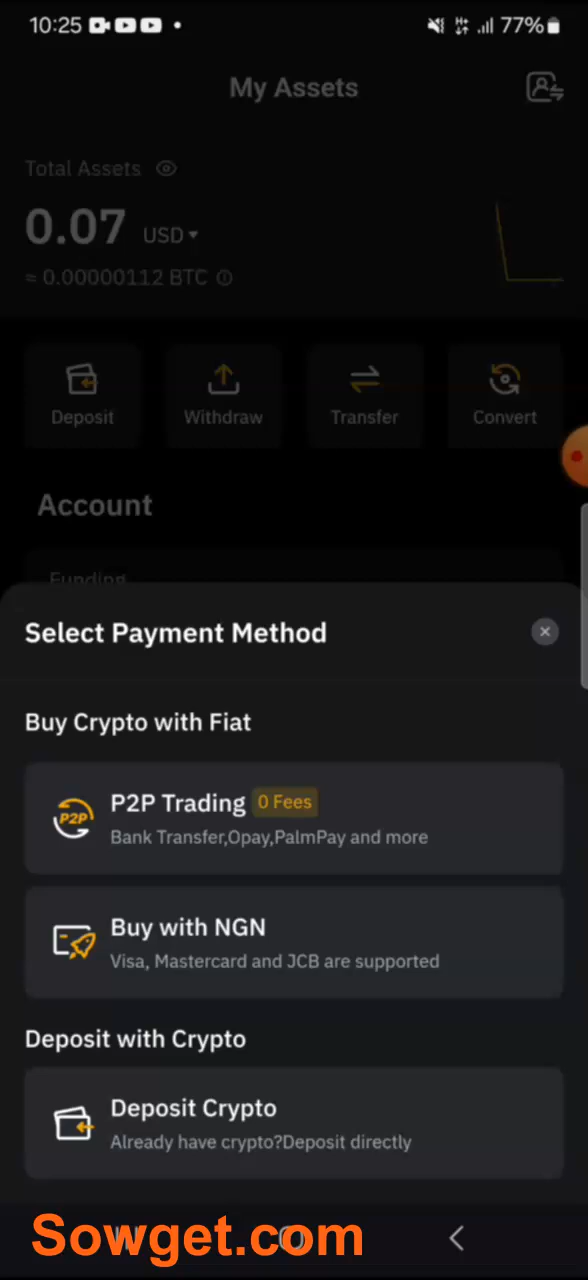 10:25
77%
My Assets
Total Assets
0.07 USD
≈ 0.00000112 BTC
Deposit
Withdraw
Transfer
Convert
Account
Funding
Select Payment Method
Buy Crypto with Fiat
P2P
P2P Trading 0 Fees
Bank Transfer,Opay,PalmPay and more
Buy with NGN
Visa, Mastercard and JCB are supported
Deposit with Crypto
Deposit Crypto
Already have crypto?Deposit directly
Sowget.com